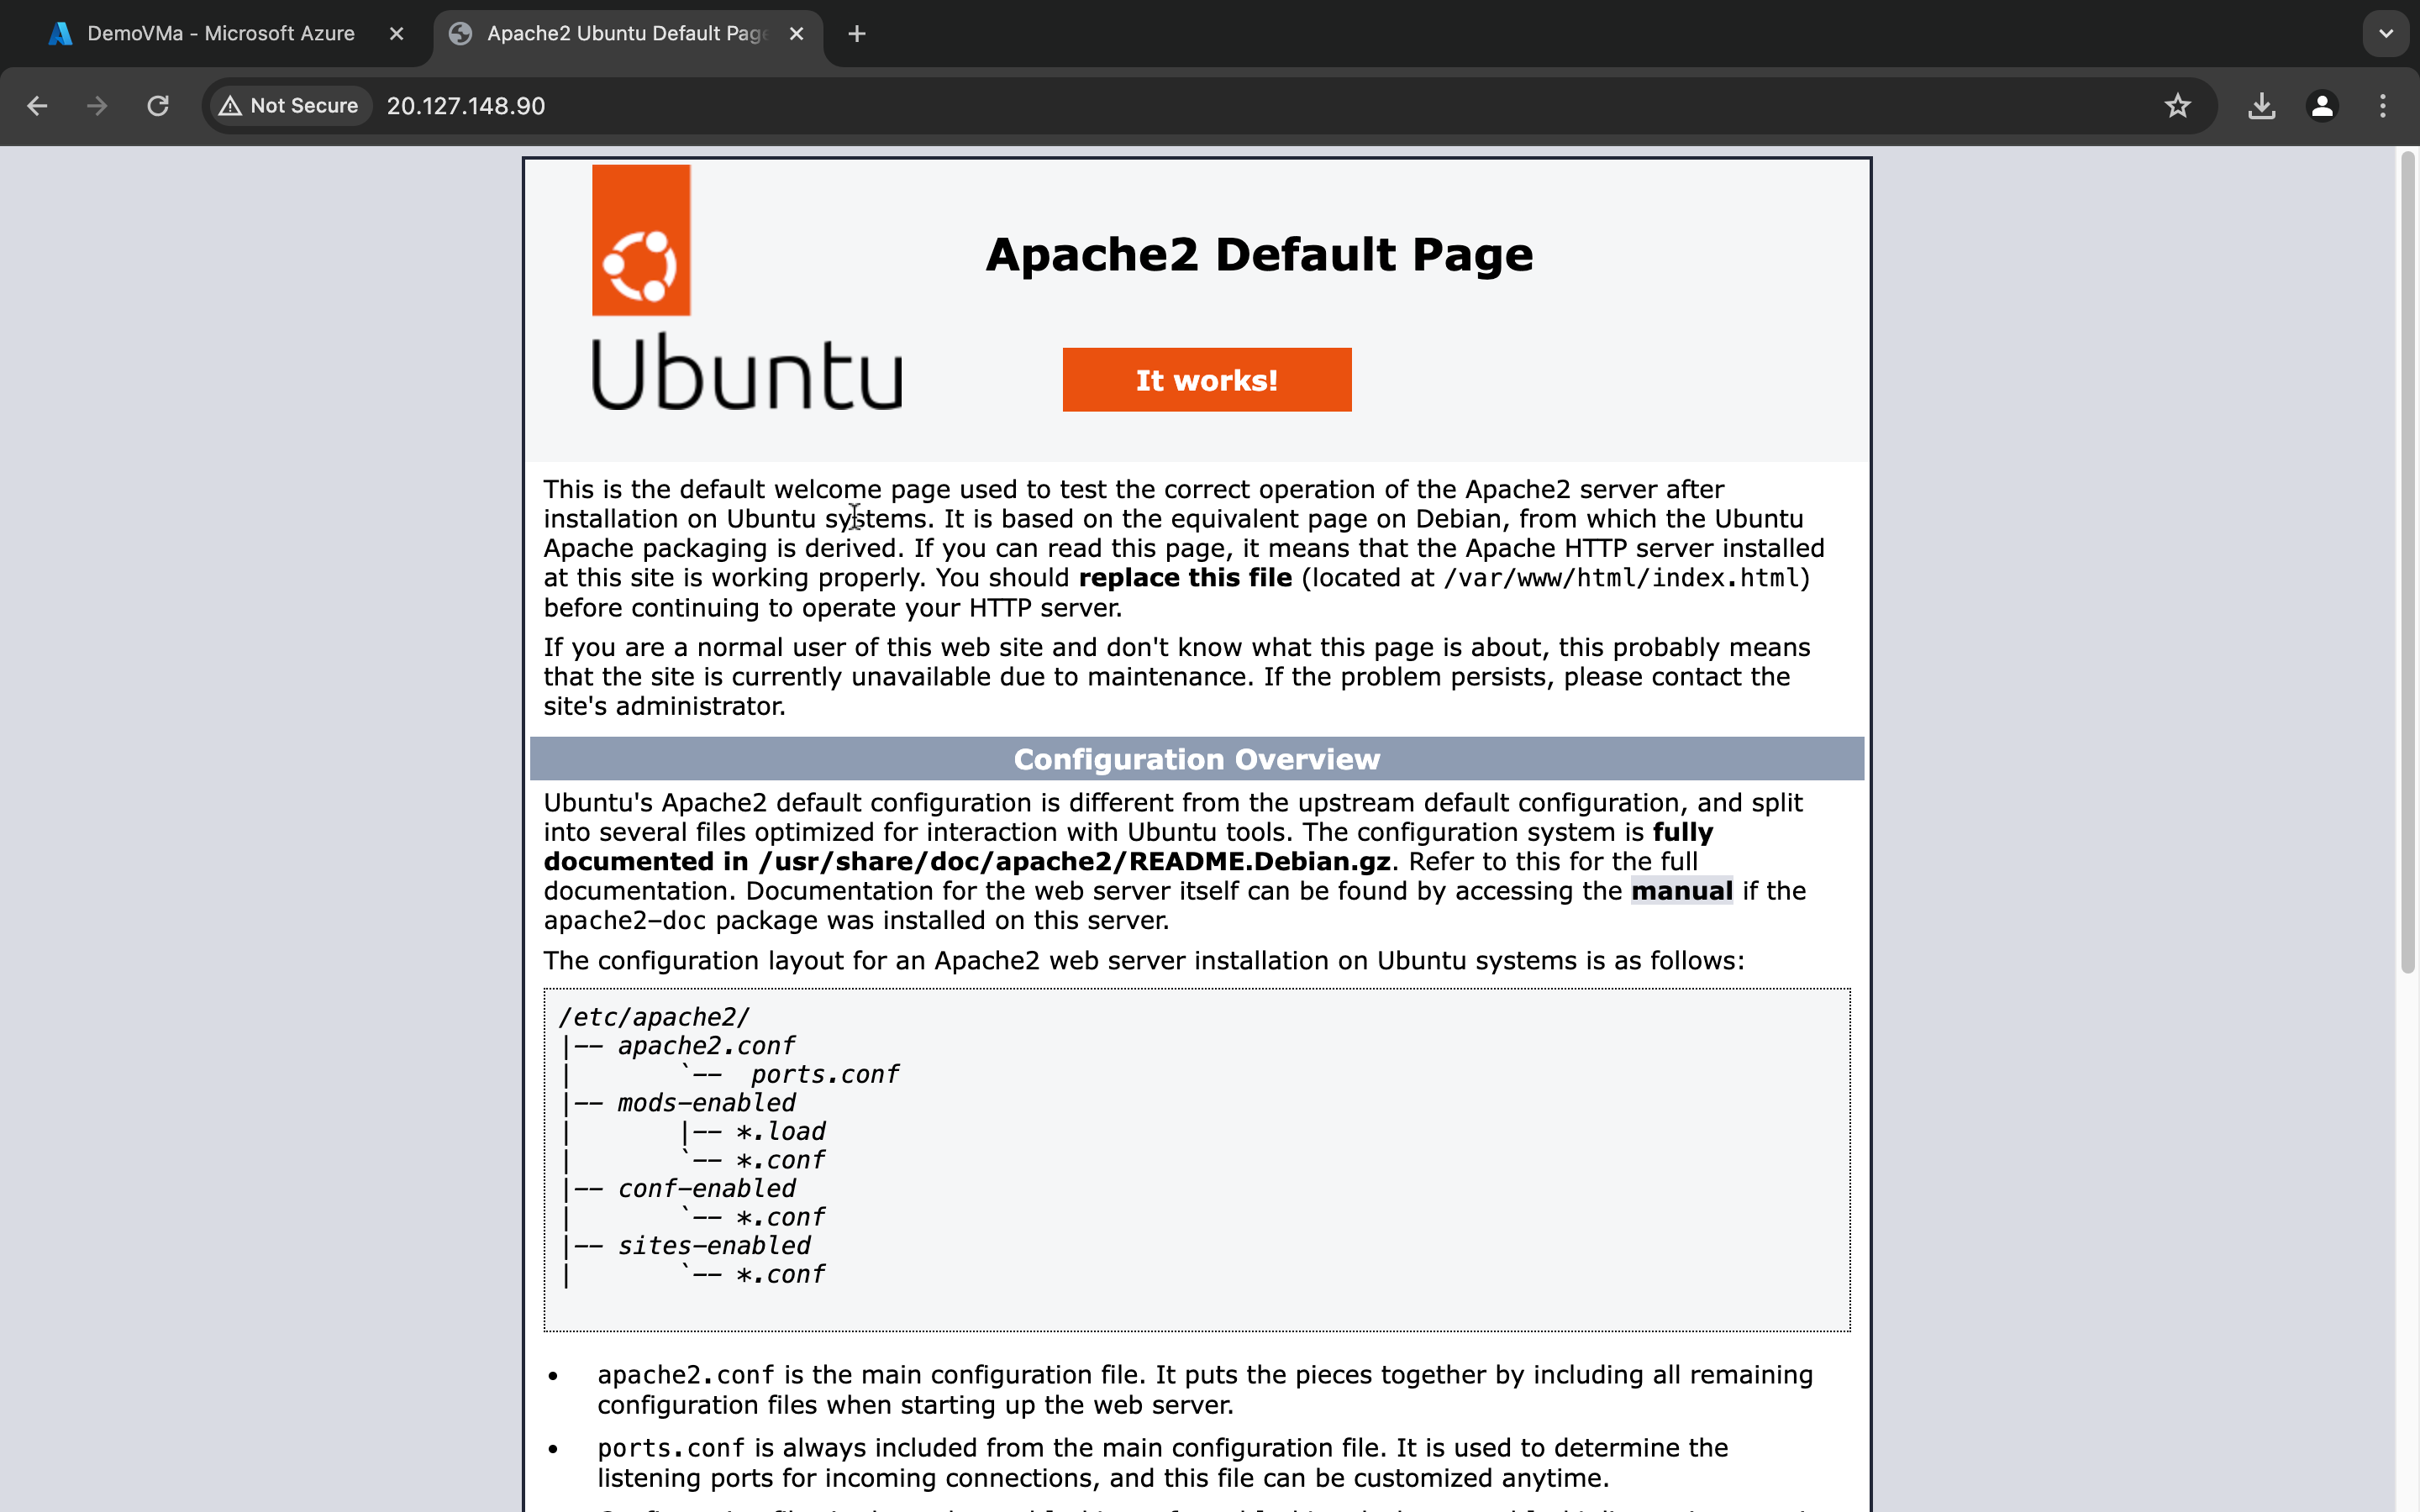 DemoVMa - Microsoft Azure
Apache2 Ubuntu Default Page
Not Secure
20.127.148.90
Apache2 Default Page
Ubuntu
It works!
This is the default welcome page used to test the correct operation of the Apache2 server after
installation on Ubuntu systems. It is based on the equivalent page on Debian, from which the Ubuntu
Apache packaging is derived. If you can read this page, it means that the Apache HTTP server installed
at this site is working properly. You should replace this file (located at /var/www/html/index.html)
before continuing to operate your HTTP server.
If you are a normal user of this web site and don't know what this page is about, this probably means
that the site is currently unavailable due to maintenance. If the problem persists, please contact the
site's administrator.
Configuration Overview
Ubuntu's Apache2 default configuration is different from the upstream default configuration, and split
into several files optimized for interaction with Ubuntu tools. The configuration system is fully
documented in /usr/share/doc/apache2/README.Debian.gz. Refer to this for the full
documentation. Documentation for the web server itself can be found by accessing the manual if the
apache2-doc package was installed on this server.
The configuration layout for an Apache2 web server installation on Ubuntu systems is as follows:
/etc/apache2/
|-- apache2.conf
|       `--  ports.conf
|-- mods-enabled
|       |-- *.load
|       `-- *.conf
|-- conf-enabled
|       `-- *.conf
|-- sites-enabled
|       `-- *.conf
• apache2.conf is the main configuration file. It puts the pieces together by including all remaining
configuration files when starting up the web server.
• ports.conf is always included from the main configuration file. It is used to determine the
listening ports for incoming connections, and this file can be customized anytime.